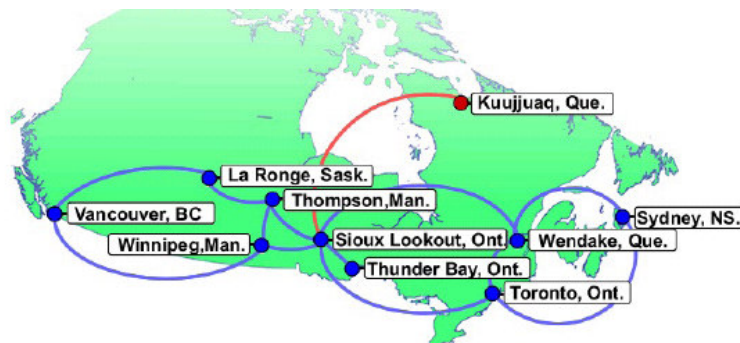 Kuujjuaq, Que.
La Ronge, Sask.
Thompson,Man.
Vancouver, BC
Sydney, NS.
Winnipeg,Man.
Sioux Lookout, Ont.
Wendake, Que.
Thunder Bay, Ont.
Toronto, Ont.